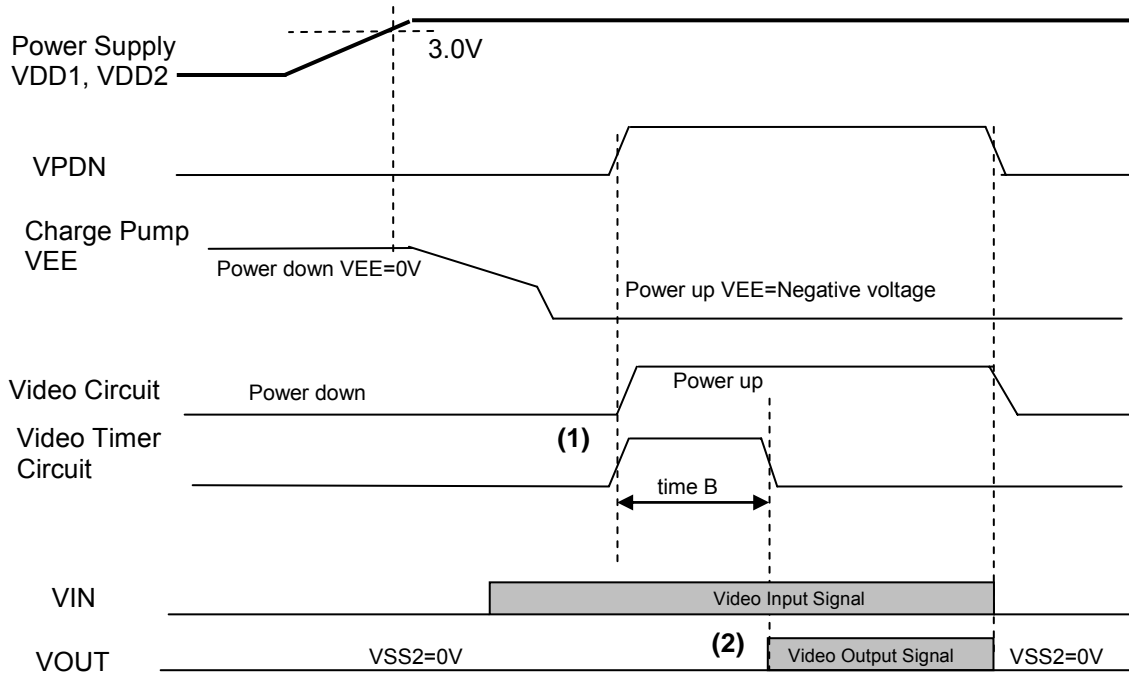 Power Supply
VDD1, VDD2
3.0V
VPDN
Charge Pump
VEE
Power down VEE=0V
Power up VEE=Negative voltage
Video Circuit
Power down
Power up
Video Timer
Circuit
(1)
time B
VIN
Video Input Signal
VOUT
VSS2=0V
(2)
Video Output Signal
VSS2=0V